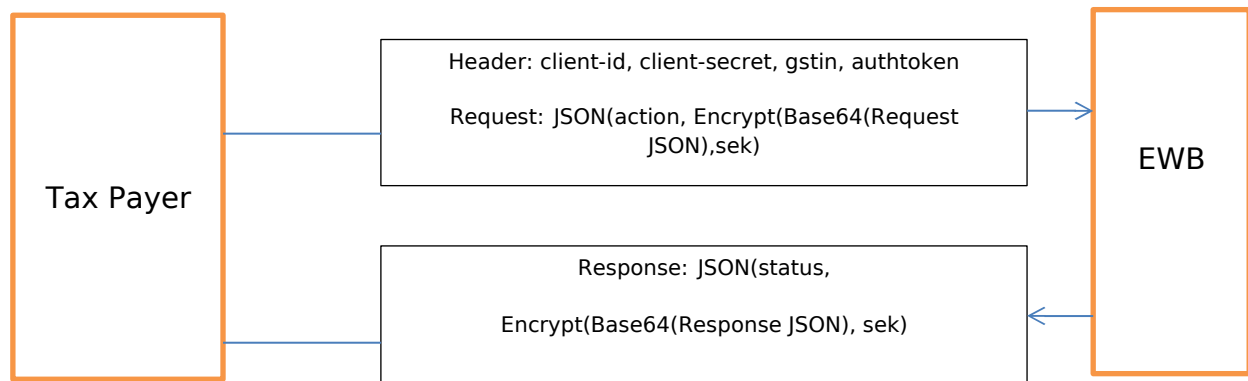 Tax Payer
Header: client-id, client-secret, gstin, authtoken
Request: JSON(action, Encrypt(Base64(Request
JSON),sek)
EWB
Response: JSON(status,
Encrypt(Base64(Response JSON), sek)